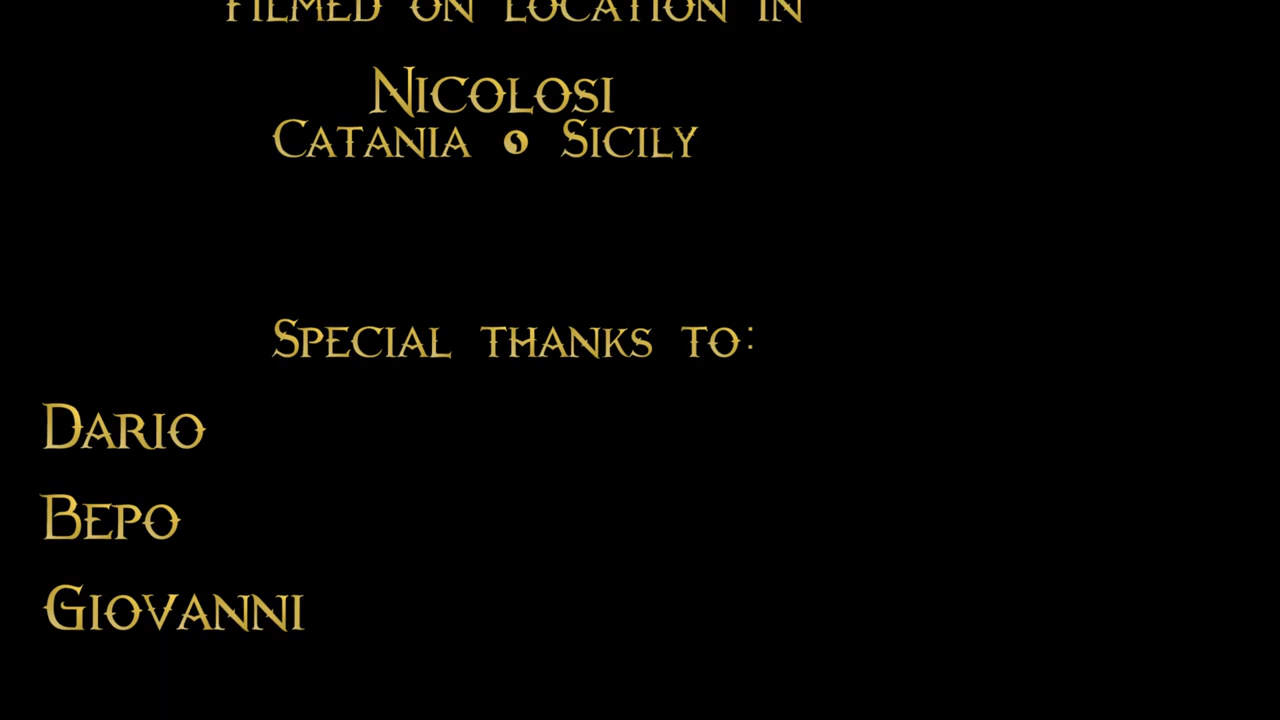 Filmed on location in
Nicolosi
Catania Sicily
Special thanks to:
Dario
Bepo
Giovanni